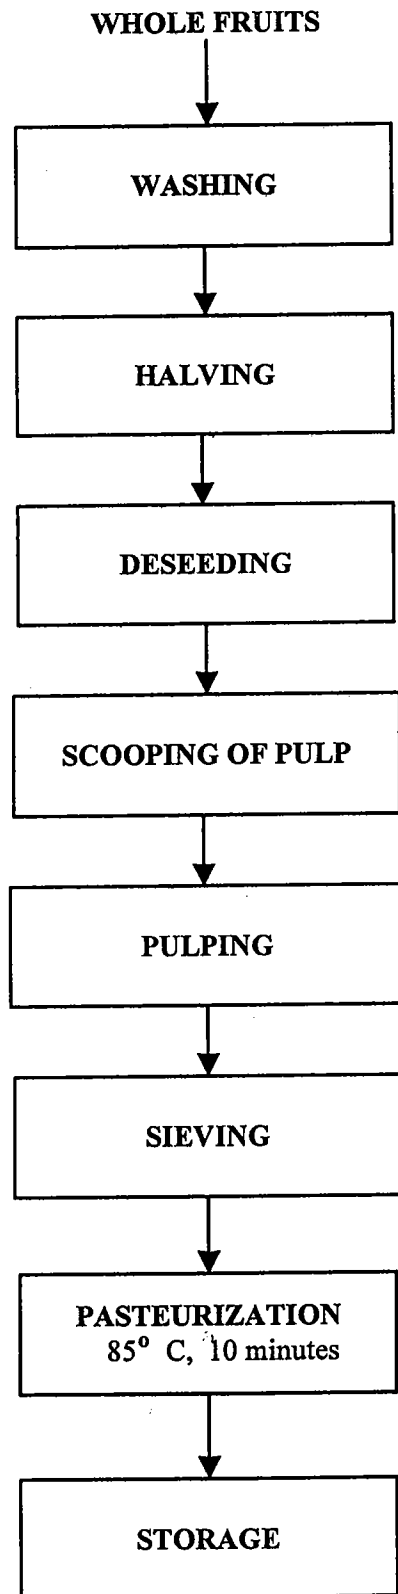 WHOLE FRUITS
WASHING
HALVING
DESEEDING
SCOOPING OF PULP
PULPING
SIEVING
PASTEURIZATION
85° C, 10 minutes
STORAGE